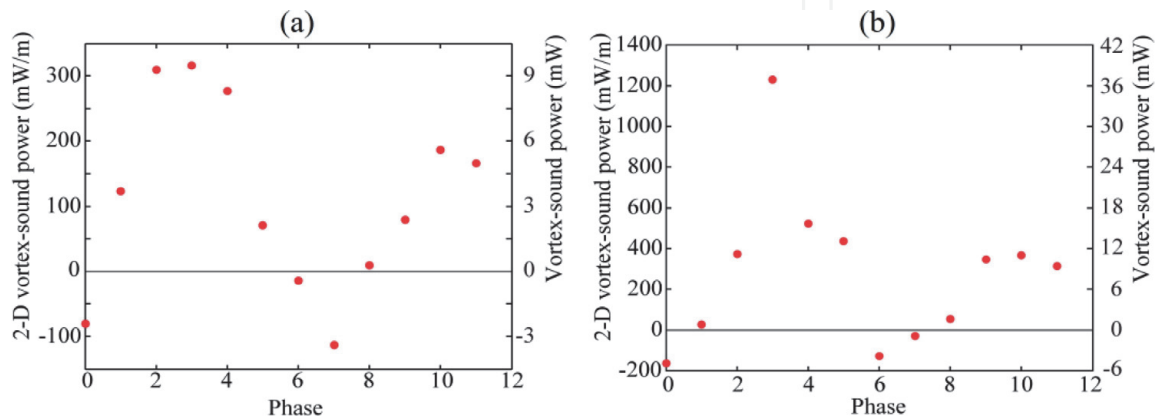 (a)
(b)
2-D vortex-sound power (mW/m)
300
200
100
0
-100
9
6
3
0
-3
Vortex-sound power (mW)
0 2 4 6 8 10 12
Phase
2-D vortex-sound power (mW/m)
1400
1200
1000
800
600
400
200
0
-200
42
36
30
24
18
12
6
0
-6
Vortex-sound power (mW)
0 2 4 6 8 10 12
Phase